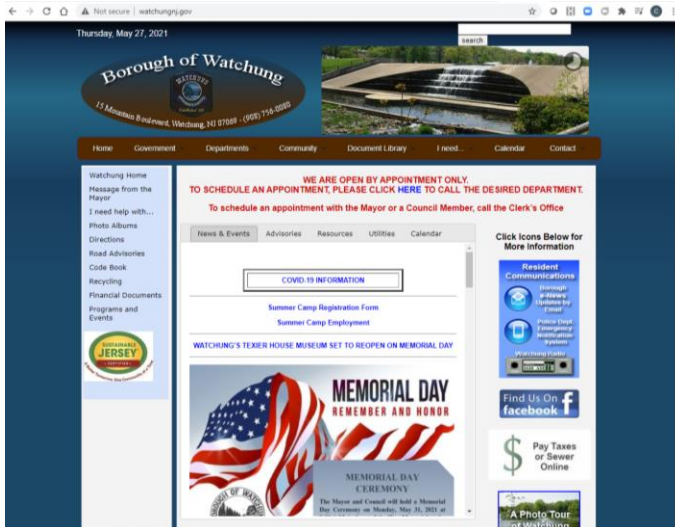 Not secure | watchungnj.gov
Thursday, May 27, 2021
search
Borough of Watchung
WATCHUNG
15 Mountain Boulevard, Watchung, NJ 07069 - (908) 756-0080
Home Government Departments Community Document Library I need... Calendar Contact
Watchung Home
Message from the
Mayor
I need help with...
Photo Albums
Directions
Road Advisories
Code Book
Recycling
Financial Documents
Programs and
Events
SUSTAINABLE
JERSEY
CERTIFIED
WE ARE OPEN BY APPOINTMENT ONLY.
TO SCHEDULE AN APPOINTMENT, PLEASE CLICK HERE TO CALL THE DESIRED DEPARTMENT.
To schedule an appointment with the Mayor or a Council Member, call the Clerk's Office
News & Events Advisories Resources Utilities Calendar
COVID-19 INFORMATION
Summer Camp Registration Form
Summer Camp Employment
WATCHUNG'S TEXIER HOUSE MUSEUM SET TO REOPEN ON MEMORIAL DAY
MEMORIAL DAY
REMEMBER AND HONOR
MEMORIAL DAY
CEREMONY
The Mayor and Council will hold a Memorial
Day Ceremony on Monday, May 31, 2021 at
BOROUGH OF WATCHUNG
Click Icons Below for
More Information
Resident
Communications
Borough
e-News
Updates by
Email
Police Dept.
Emergency
Notification
System
Watchung Radio
Find Us On
facebook f
$ Pay Taxes
or Sewer
Online
A Photo Tour
of Watchung